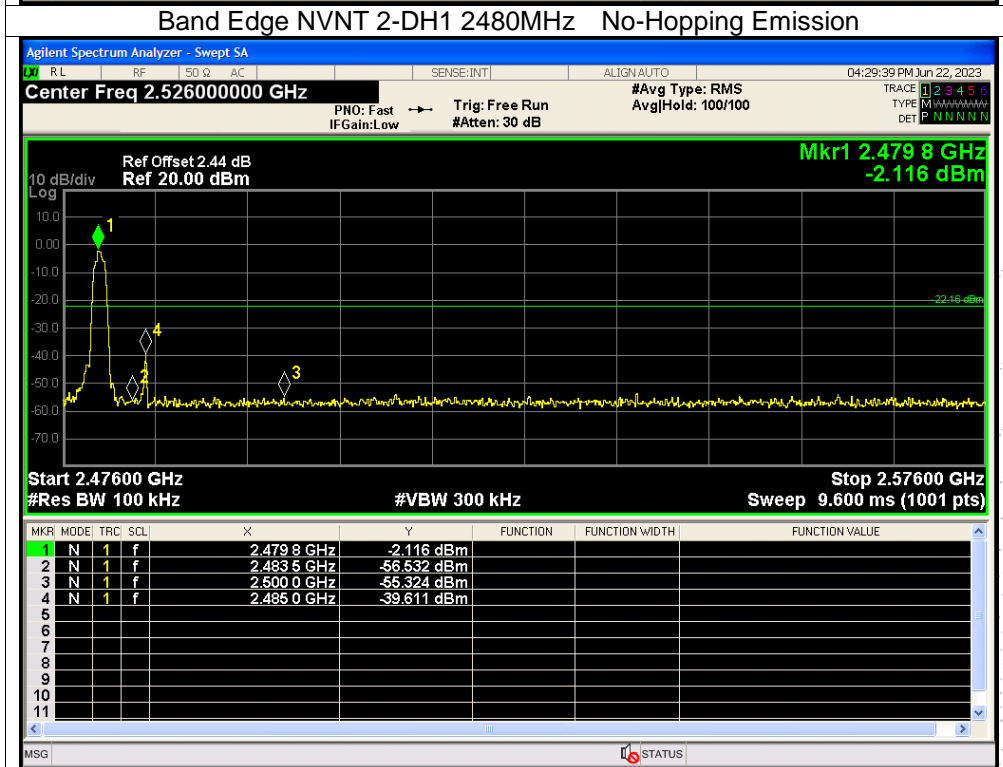 Band Edge NVNT 2-DH1 2480MHz No-Hopping Emission
Agilent Spectrum Analyzer - Swept SA
LXI RL RF 50 Ω AC SENSE:INT ALIGN AUTO 04:29:39 PM Jun 22, 2023
Center Freq 2.526000000 GHz #Avg Type: RMS TRACE 1 2 3 4 5 6
PNO: Fast Trig: Free Run Avg|Hold: 100/100 TYPE M
IFGain:Low #Atten: 30 dB DET P N N N N N
Mkr1 2.479 8 GHz
Ref Offset 2.44 dB
10 dB/div Ref 20.00 dBm -2.116 dBm
Log
10.0
1
0.00
-10.0
-20.0
-22.16 dBm
-30.0
4
-40.0
-50.0
2 3
-60.0
-70.0
Start 2.47600 GHz Stop 2.57600 GHz
#Res BW 100 kHz #VBW 300 kHz Sweep 9.600 ms (1001 pts)
MKR MODE TRC SCL X Y FUNCTION FUNCTION WIDTH FUNCTION VALUE
1 N 1 f 2.479 8 GHz -2.116 dBm
2 N 1 f 2.483 5 GHz -56.532 dBm
3 N 1 f 2.500 0 GHz -55.324 dBm
4 N 1 f 2.485 0 GHz -39.611 dBm
5
6
7
8
9
10
11
MSG STATUS